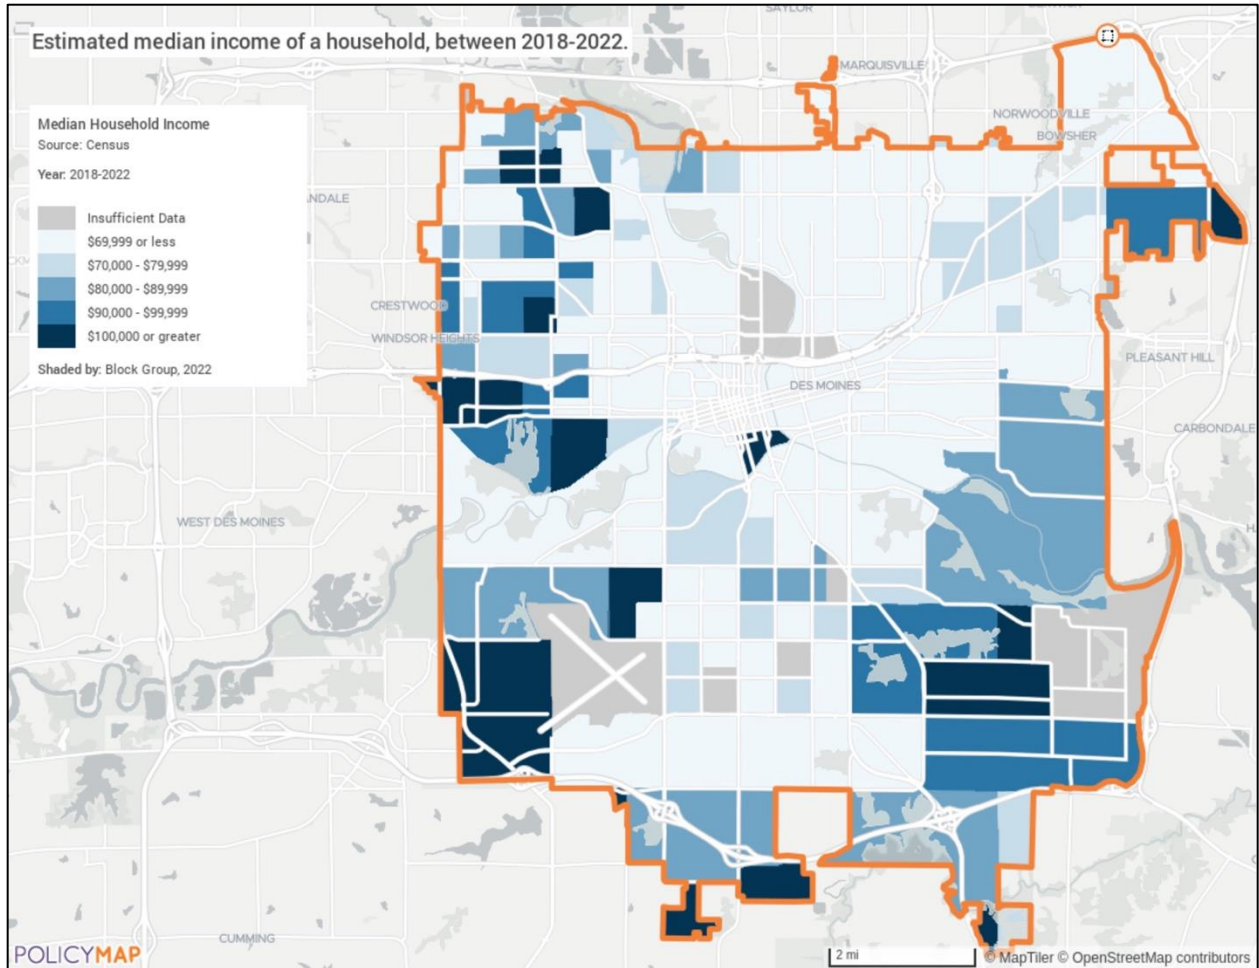 SAYLOR
Estimated median income of a household, between 2018-2022.
MARQUISVILLE
Median Household Income
Source: Census
Year: 2018-2022
Insufficient Data
$69,999 or less
$70,000 - $79,999
$80,000 - $89,999
$90,000 - $99,999
$100,000 or greater
Shaded by: Block Group, 2022
NORWOODVILLE
BOWSHER
NDALE
CRESTWOOD
WINDSOR HEIGHTS
PLEASANT HILL
DES MOINES
CARBONDALE
WEST DES MOINES
CUMMING
POLICYMAP
2 mi
© MapTiler © OpenStreetMap contributors